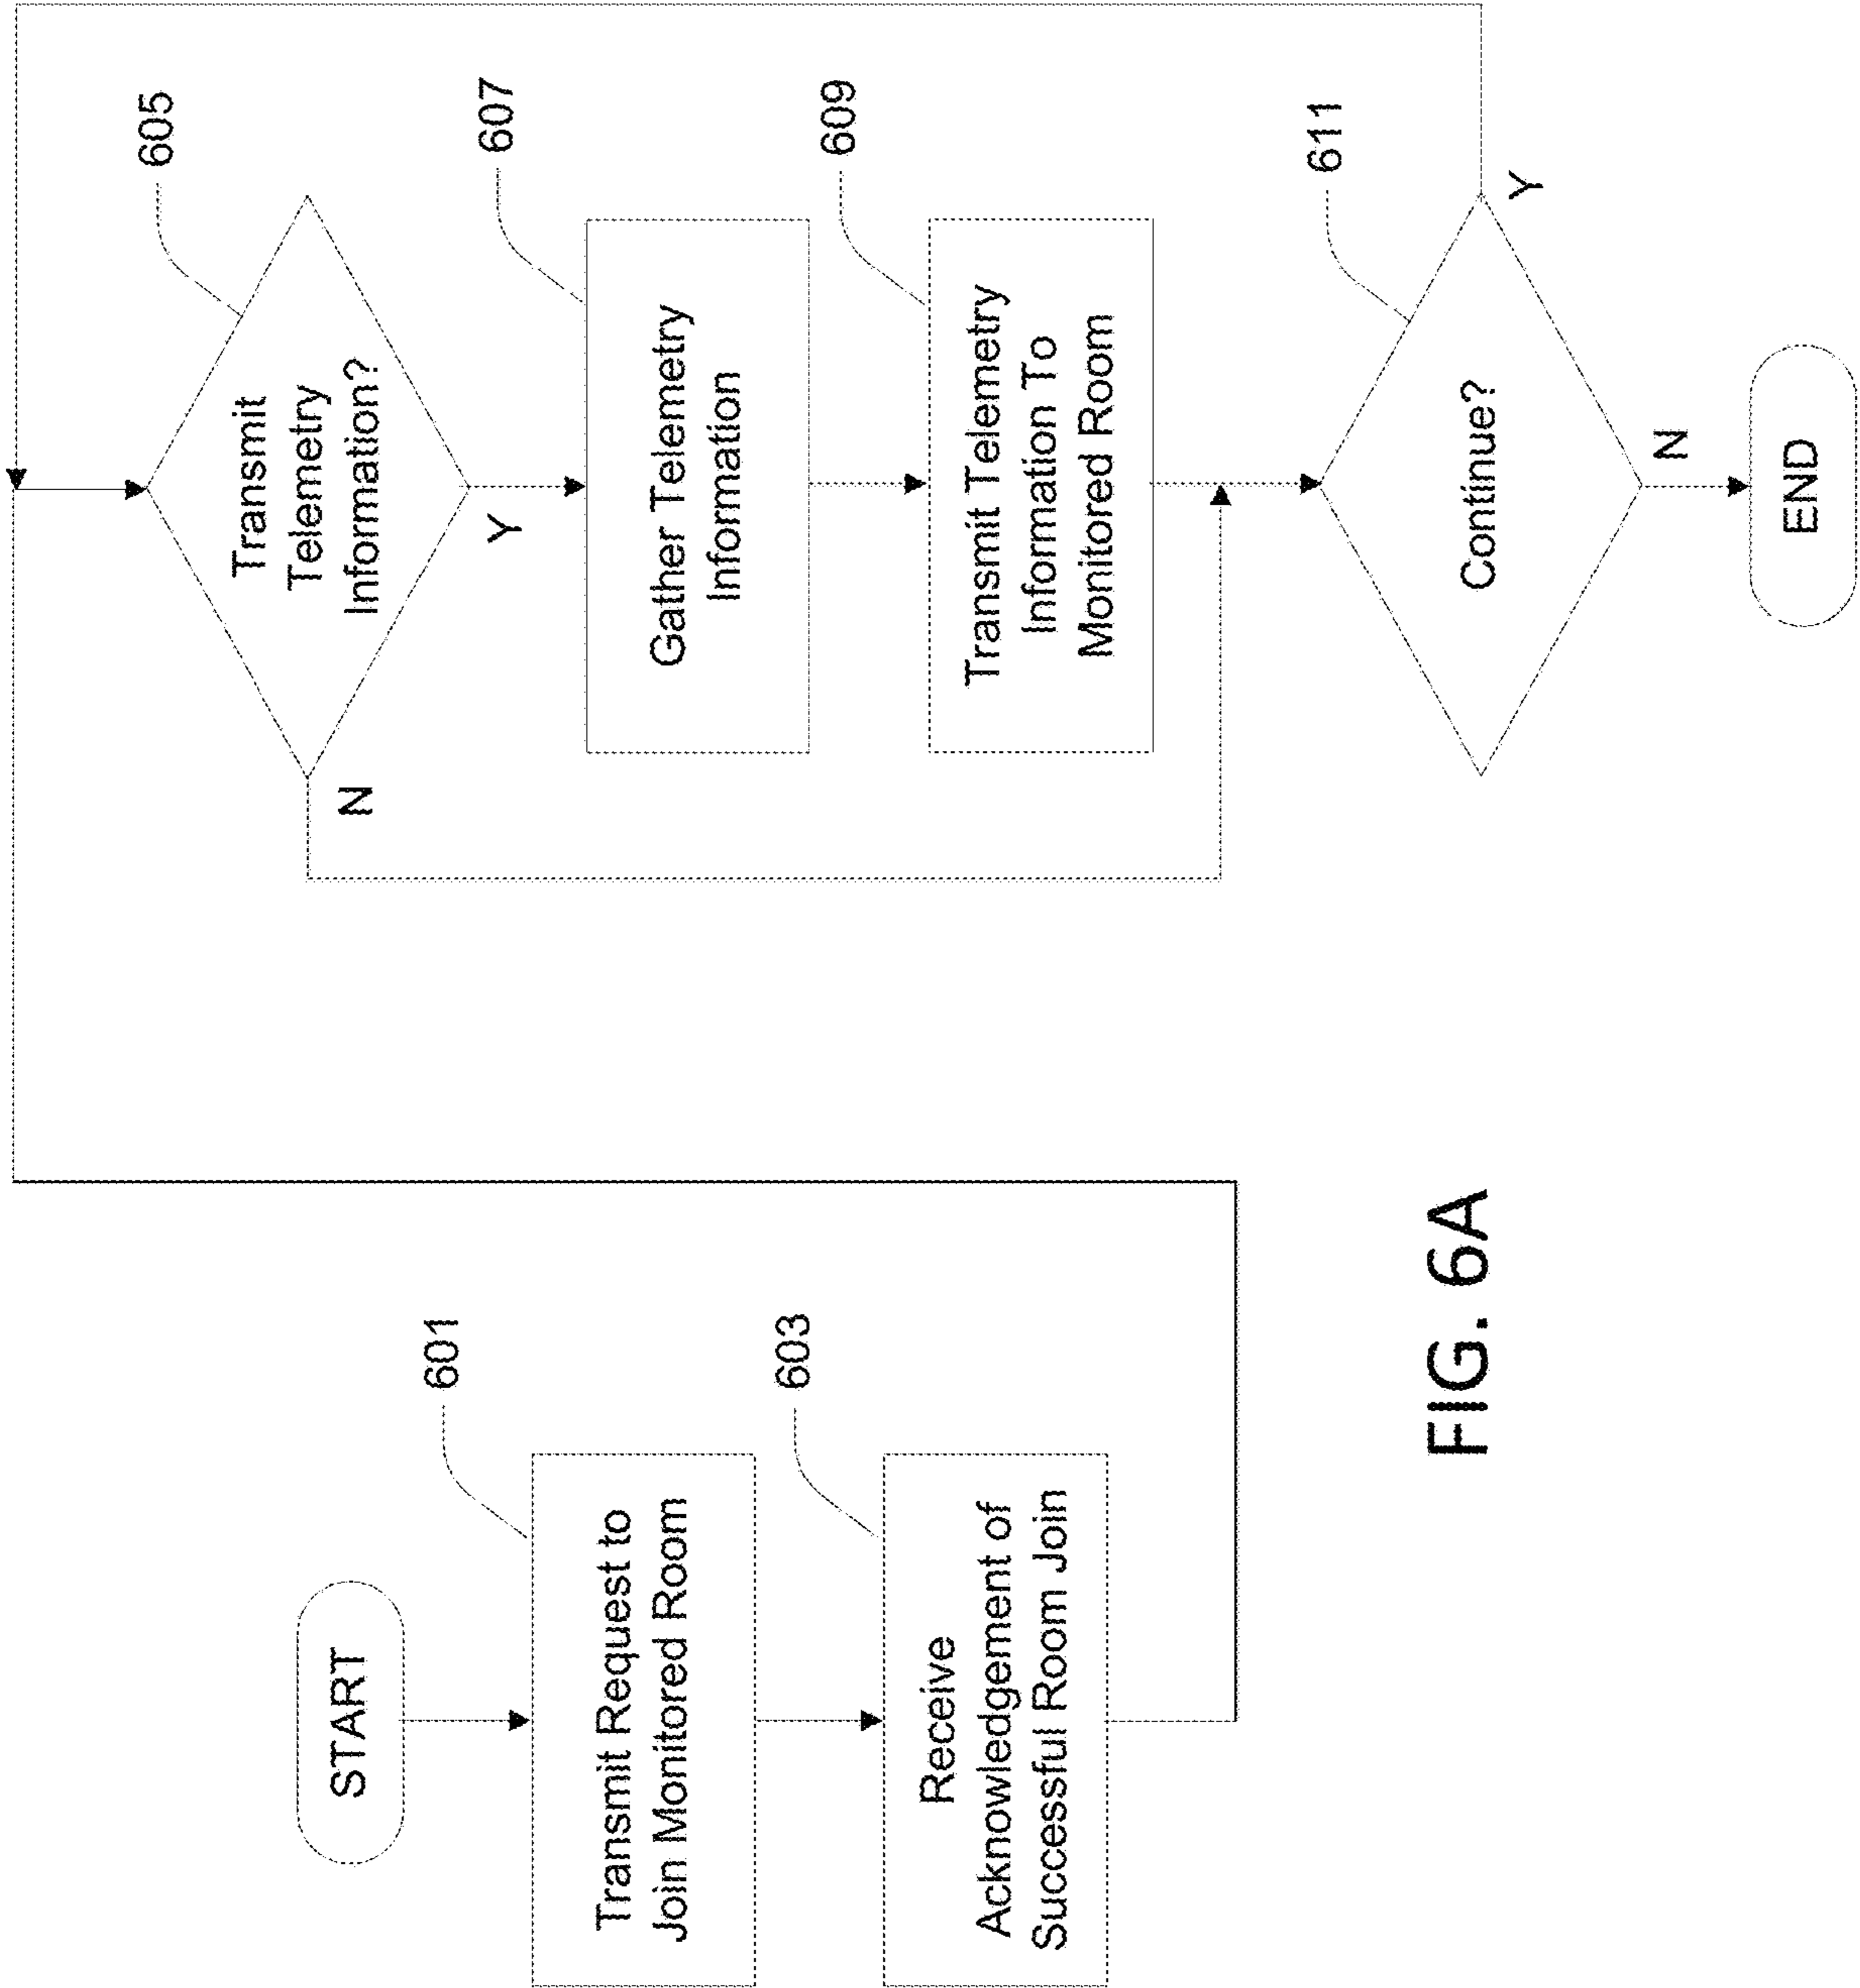 START
601
Transmit Request to
Join Monitored Room
603
Receive
Acknowledgement of
Successful Room Join
605
Transmit
Telemetry
Information?
N
Y
607
Gather Telemetry
Information
609
Transmit Telemetry
Information To
Monitored Room
611
Continue?
Y
N
END
FIG. 6A